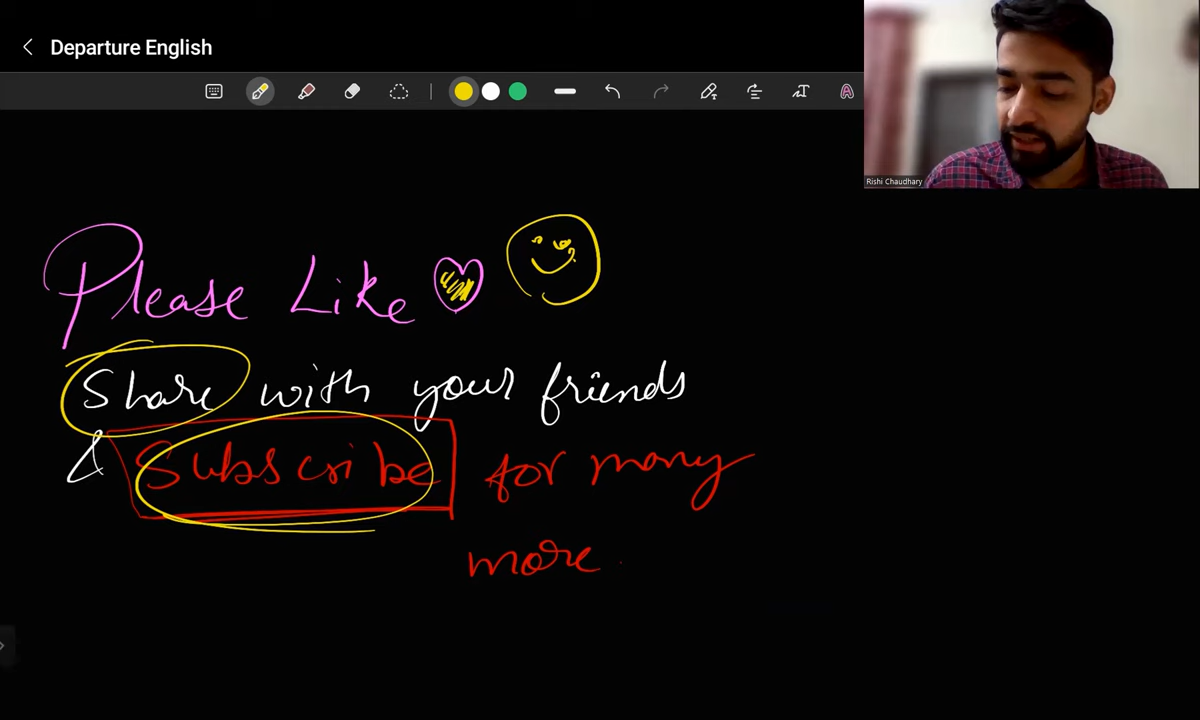 Departure English
Rishi Chaudhary
Please Like
Share with your friends
& Subscribe for many
more.